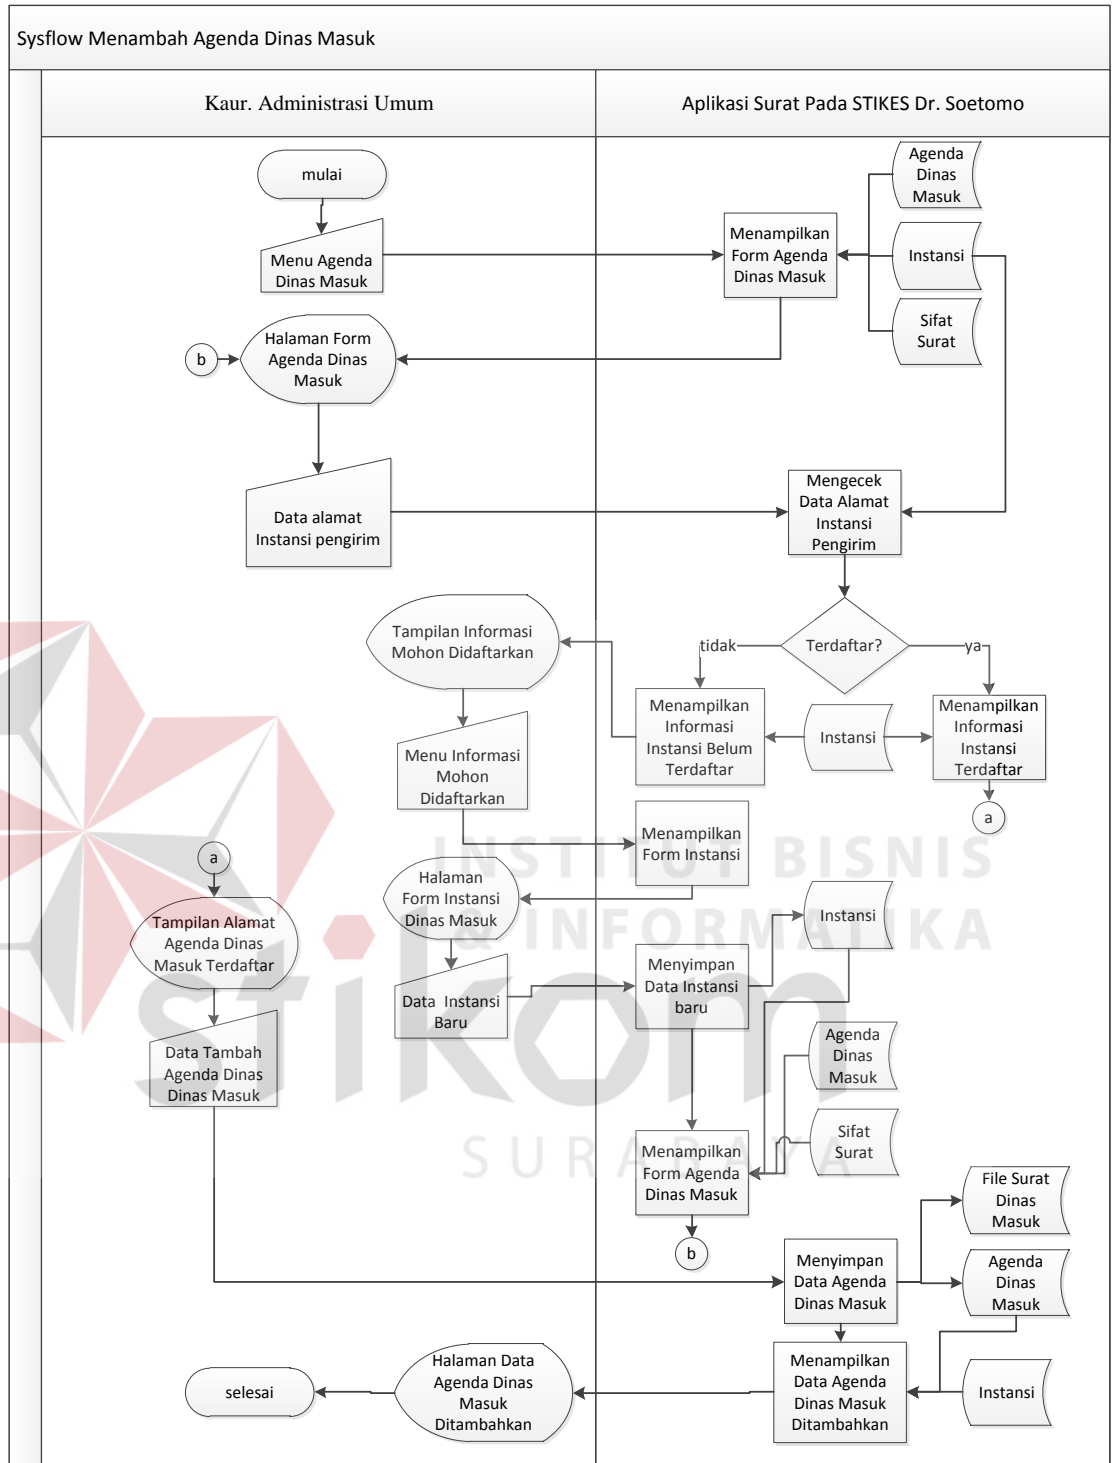 Sysflow Menambah Agenda Dinas Masuk
Kaur. Administrasi Umum
Aplikasi Surat Pada STIKES Dr. Soetomo
mulai
Menu Agenda
Dinas Masuk
Menampilkan
Form Agenda
Dinas Masuk
Agenda
Dinas
Masuk
Instansi
Sifat
Surat
b
Halaman Form
Agenda Dinas
Masuk
Data alamat
Instansi pengirim
Mengecek
Data Alamat
Instansi
Pengirim
Terdaftar?
tidak
ya
Tampilan Informasi
Mohon Didaftarkan
Menampilkan
Informasi
Instansi Belum
Terdaftar
Instansi
Menampilkan
Informasi
Instansi
Terdaftar
a
Menu Informasi
Mohon
Didaftarkan
Menampilkan
Form Instansi
Halaman
Form Instansi
Dinas Masuk
a
Tampilan Alamat
Agenda Dinas
Masuk Terdaftar
Data Instansi
Baru
Menyimpan
Data Instansi
baru
Instansi
Data Tambah
Agenda Dinas
Dinas Masuk
Agenda
Dinas
Masuk
Sifat
Surat
Menampilkan
Form Agenda
Dinas Masuk
b
File Surat
Dinas
Masuk
Menyimpan
Data Agenda
Dinas Masuk
Agenda
Dinas
Masuk
Menampilkan
Data Agenda
Dinas Masuk
Ditambahkan
Instansi
Halaman Data
Agenda Dinas
Masuk
Ditambahkan
selesai
INSTITUT BISNIS
& INFORMATIKA
stikom
SURABAYA